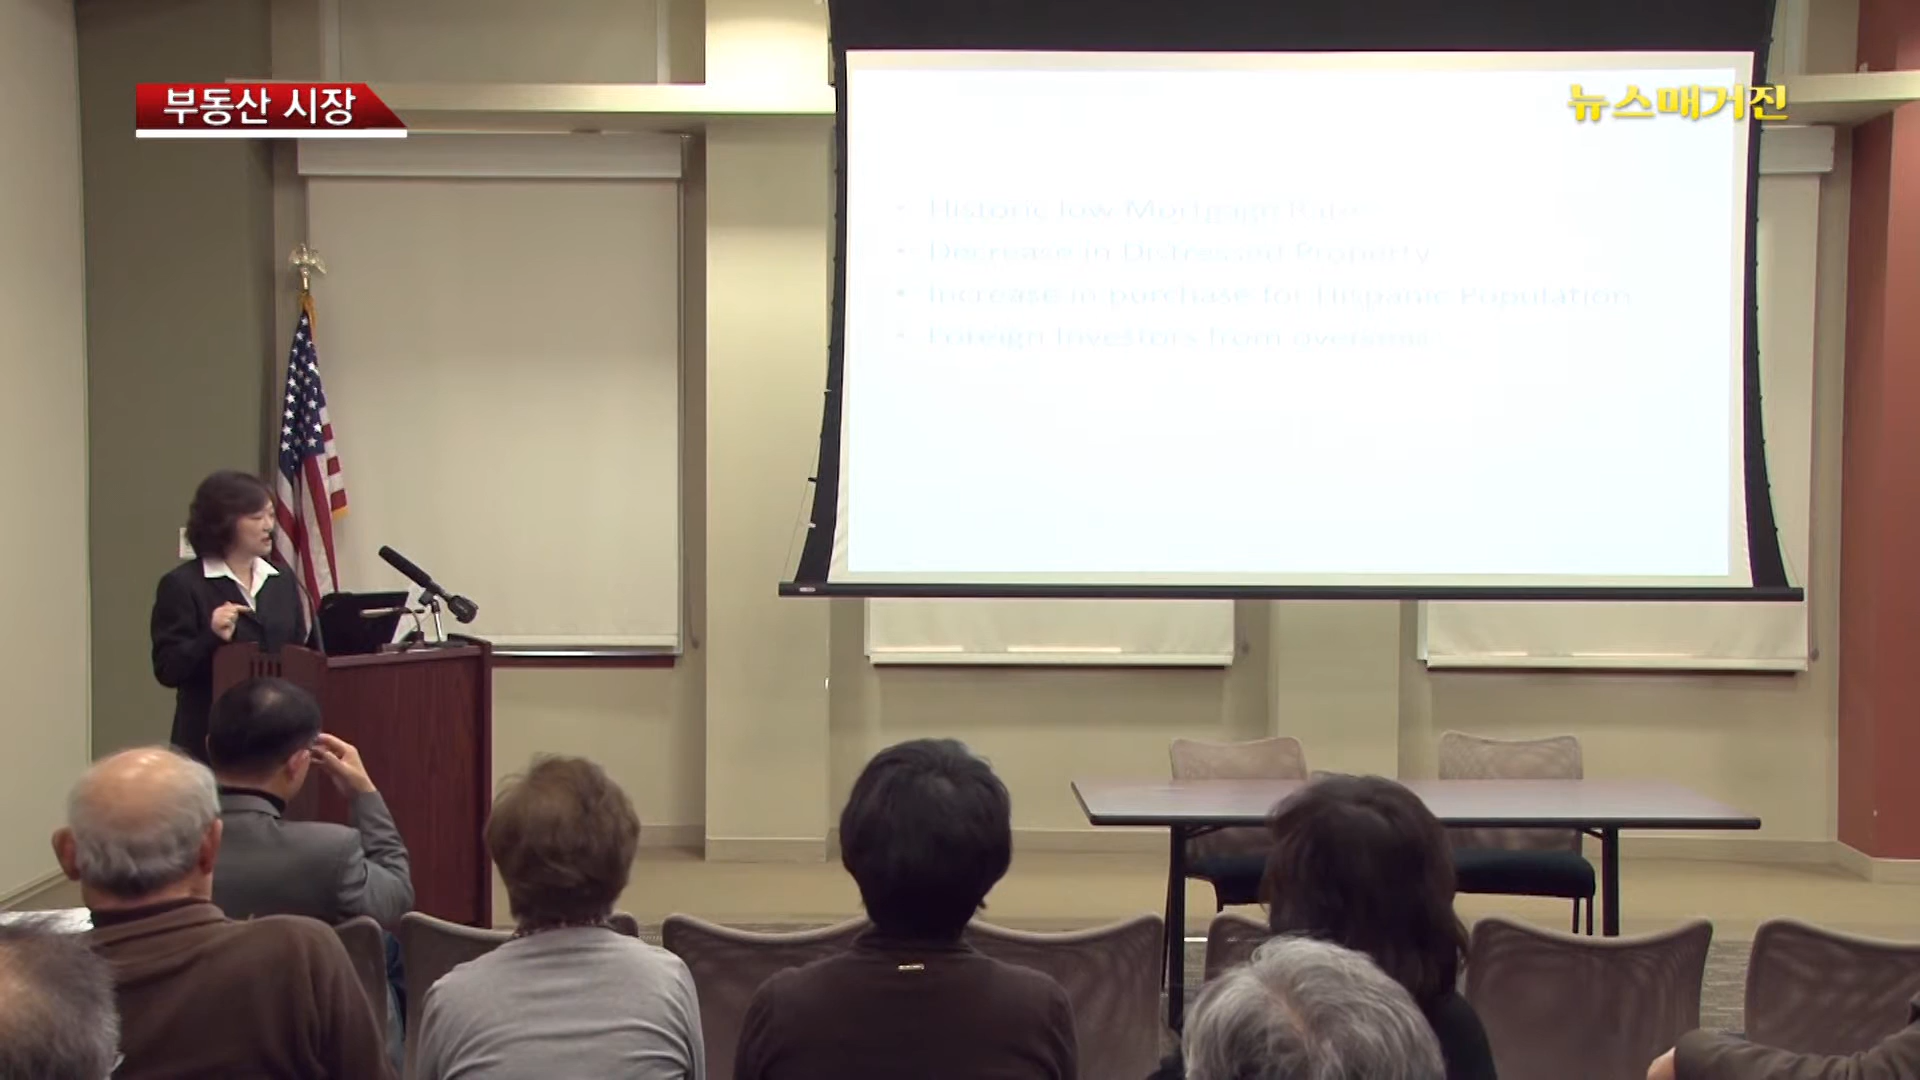 부동산 시장
뉴스매거진
• Historic low Mortgage Rates
• Decrease in Distressed Property
• Increase in purchase for Hispanic Population
• Foreign Investors from overseas